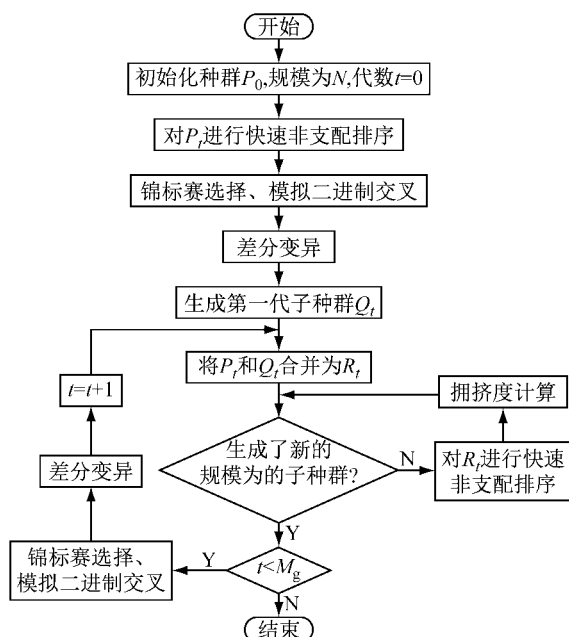 开始
初始化种群P₀,规模为N,代数t=0
对Pₜ进行快速非支配排序
锦标赛选择、模拟二进制交叉
差分变异
生成第一代子种群Qₜ
将Pₜ和Qₜ合并为Rₜ
t=t+1
拥挤度计算
生成了新的
规模为的子种群?
N
对Rₜ进行快速
非支配排序
差分变异
Y
锦标赛选择、
模拟二进制交叉
Y
t<Mg
N
结束